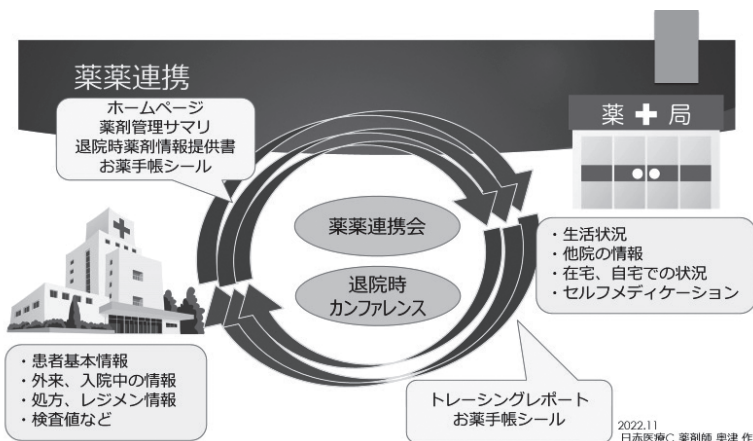 薬薬連携
ホームページ
薬剤管理サマリ
退院時薬剤情報提供書
お薬手帳シール
薬✚局
薬薬連携会
退院時
カンファレンス
・生活状況
・他院の情報
・在宅、自宅での状況
・セルフメディケーション
・患者基本情報
・外来、入院中の情報
・処方、レジメン情報
・検査値など
トレーシングレポート
お薬手帳シール
2022.11
日赤医療C 薬剤師 奥津 作